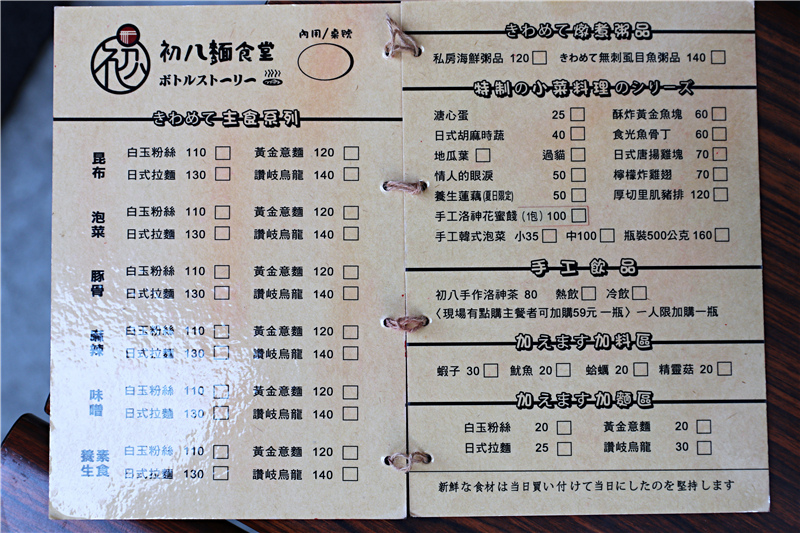 初
初八麵食堂
ボトルストーリー
內用/桌號
きわめて主食系列
昆布
白玉粉絲 110 黃金意麵 120
日式拉麵 130 讚岐烏龍 140
泡菜
白玉粉絲 110 黃金意麵 120
日式拉麵 130 讚岐烏龍 140
豚骨
白玉粉絲 110 黃金意麵 120
日式拉麵 130 讚岐烏龍 140
麻辣
白玉粉絲 110 黃金意麵 120
日式拉麵 130 讚岐烏龍 140
味噌
白玉粉絲 110 黃金意麵 120
日式拉麵 130 讚岐烏龍 140
養生素食
白玉粉絲 110 黃金意麵 120
日式拉麵 130 讚岐烏龍 140
きわめて燉煮粥品
私房海鮮粥品 120 きわめて無刺虱目魚粥品 140
特制の小菜料理のシリーズ
溏心蛋 25 酥炸黃金魚塊 60
日式胡麻時蔬 40 食光魚骨丁 60
地瓜葉 過貓 日式唐揚雞塊 70
情人的眼淚 50 檸檬炸雞翅 70
養生蓮藕(夏日限定) 50 厚切里肌豬排 120
手工洛神花蜜餞 (包) 100
手工韓式泡菜 小35 中100 瓶裝500公克 160
手工飲品
初八手作洛神茶 80 熱飲 冷飲
〈現場有點購主餐者可加購59元 一瓶〉一人限加購一瓶
加えます加料區
蝦子 30 魷魚 20 蛤蠣 20 精靈菇 20
加えます加麵區
白玉粉絲 20 黃金意麵 20
日式拉麵 25 讚岐烏龍 30
新鮮な食材は当日買い付けて当日にしたのを堅持します